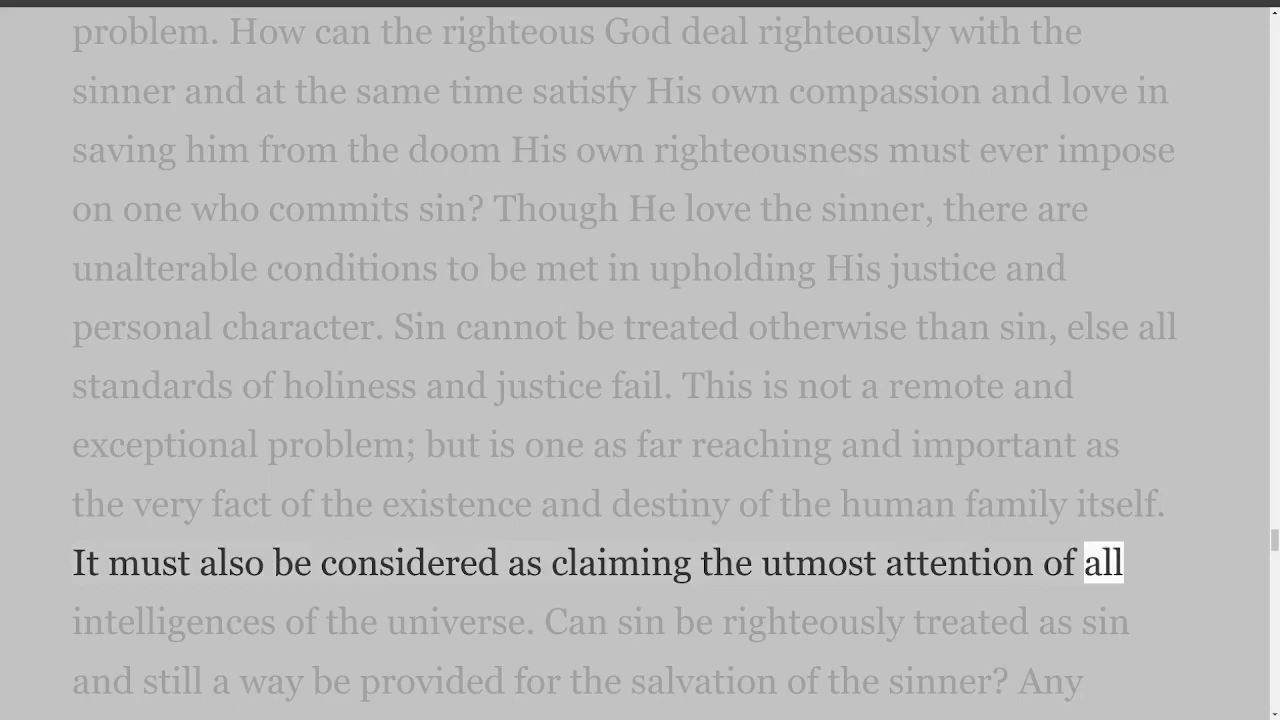 problem. How can the righteous God deal righteously with the
sinner and at the same time satisfy His own compassion and love in
saving him from the doom His own righteousness must ever impose
on one who commits sin? Though He love the sinner, there are
unalterable conditions to be met in upholding His justice and
personal character. Sin cannot be treated otherwise than sin, else all
standards of holiness and justice fail. This is not a remote and
exceptional problem; but is one as far reaching and important as
the very fact of the existence and destiny of the human family itself.
It must also be considered as claiming the utmost attention of all
intelligences of the universe. Can sin be righteously treated as sin
and still a way be provided for the salvation of the sinner? Any